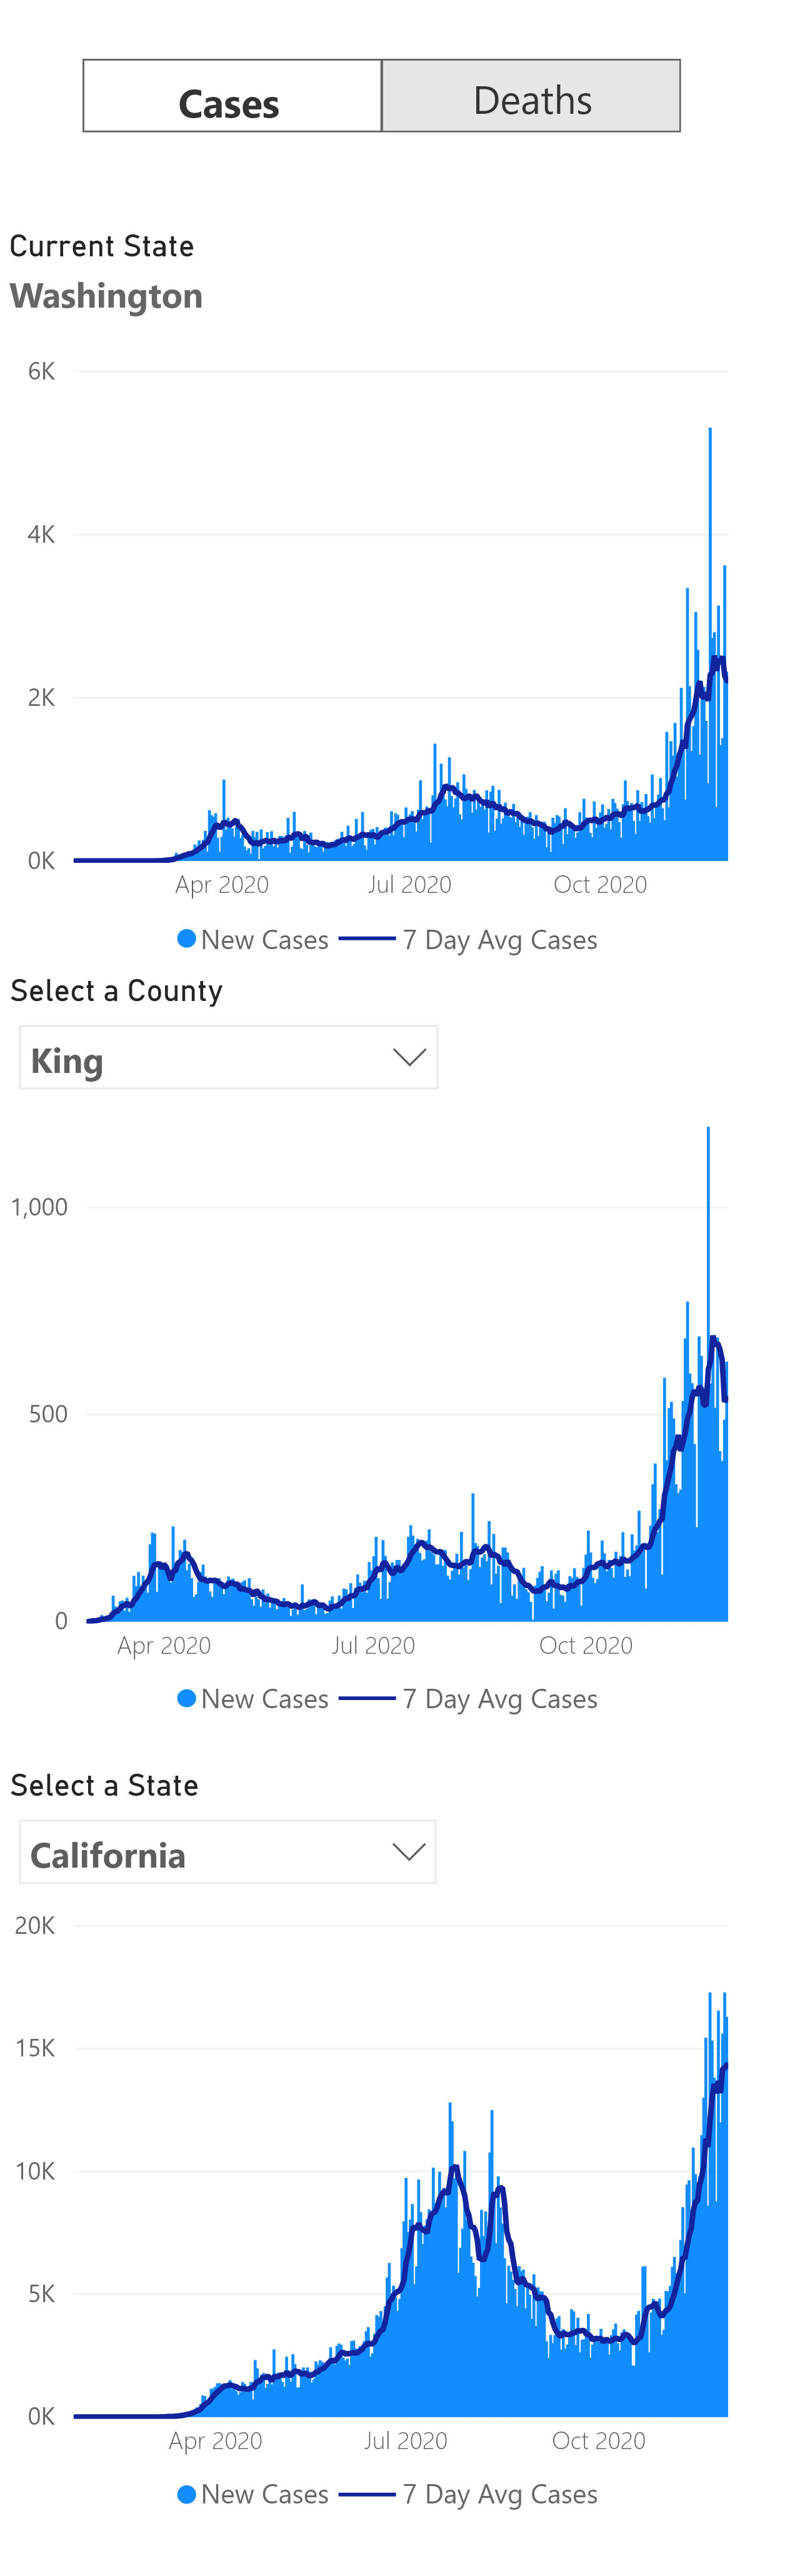 Cases Deaths
Current State
Washington
6K
4K
2K
0K
Apr 2020 Jul 2020 Oct 2020
New Cases 7 Day Avg Cases
Select a County
King
1,000
500
0
Apr 2020 Jul 2020 Oct 2020
New Cases 7 Day Avg Cases
Select a State
California
20K
15K
10K
5K
0K
Apr 2020 Jul 2020 Oct 2020
New Cases 7 Day Avg Cases